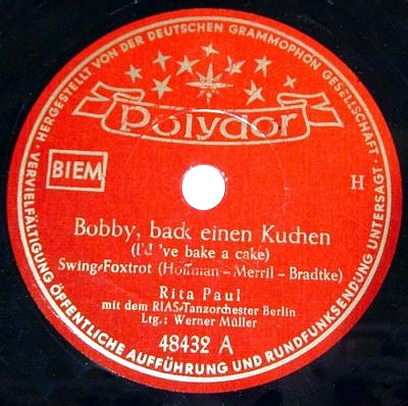 HERGESTELLT VON DER DEUTSCHEN GRAMMOPHON GESELLSCHAFT · VERVIELFÄLTIGUNG ÖFFENTLICHE AUFFÜHRUNG UND RUNDFUNKSENDUNG UNTERSAGT ·
Polydor
BIEM
H
Bobby, back einen Kuchen
(I'd 've bake a cake)
Swing-Foxtrot (Hoffman - Merril - Bradtke)
Rita Paul
mit dem RIAS-Tanzorchester Berlin
Ltg.: Werner Müller
48432 A